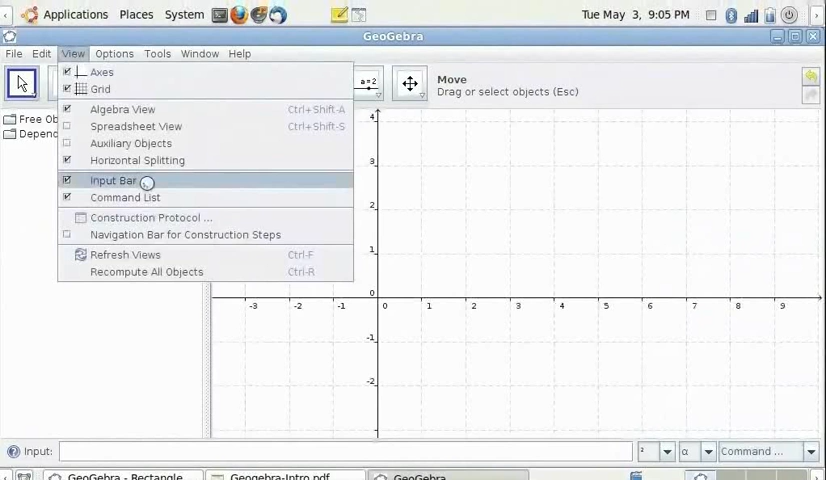 Applications Places System Tue May 3, 9:05 PM
GeoGebra
File Edit View Options Tools Window Help
Axes
Grid
Algebra View Ctrl+Shift-A
Spreadsheet View Ctrl+Shift-S
Auxiliary Objects
Horizontal Splitting
Input Bar
Command List
Construction Protocol ...
Navigation Bar for Construction Steps
Refresh Views Ctrl-F
Recompute All Objects Ctrl-R
a=2
Move
Drag or select objects (Esc)
Free Ob
Depend
4
3
2
1
0
-3 -2 -1 0 1 2 3 4 5 6 7 8 9
-1
-2
Input: 2 α Command ...
GeoGebra - Rectangle Geogebra-Intro.pdf GeoGebra